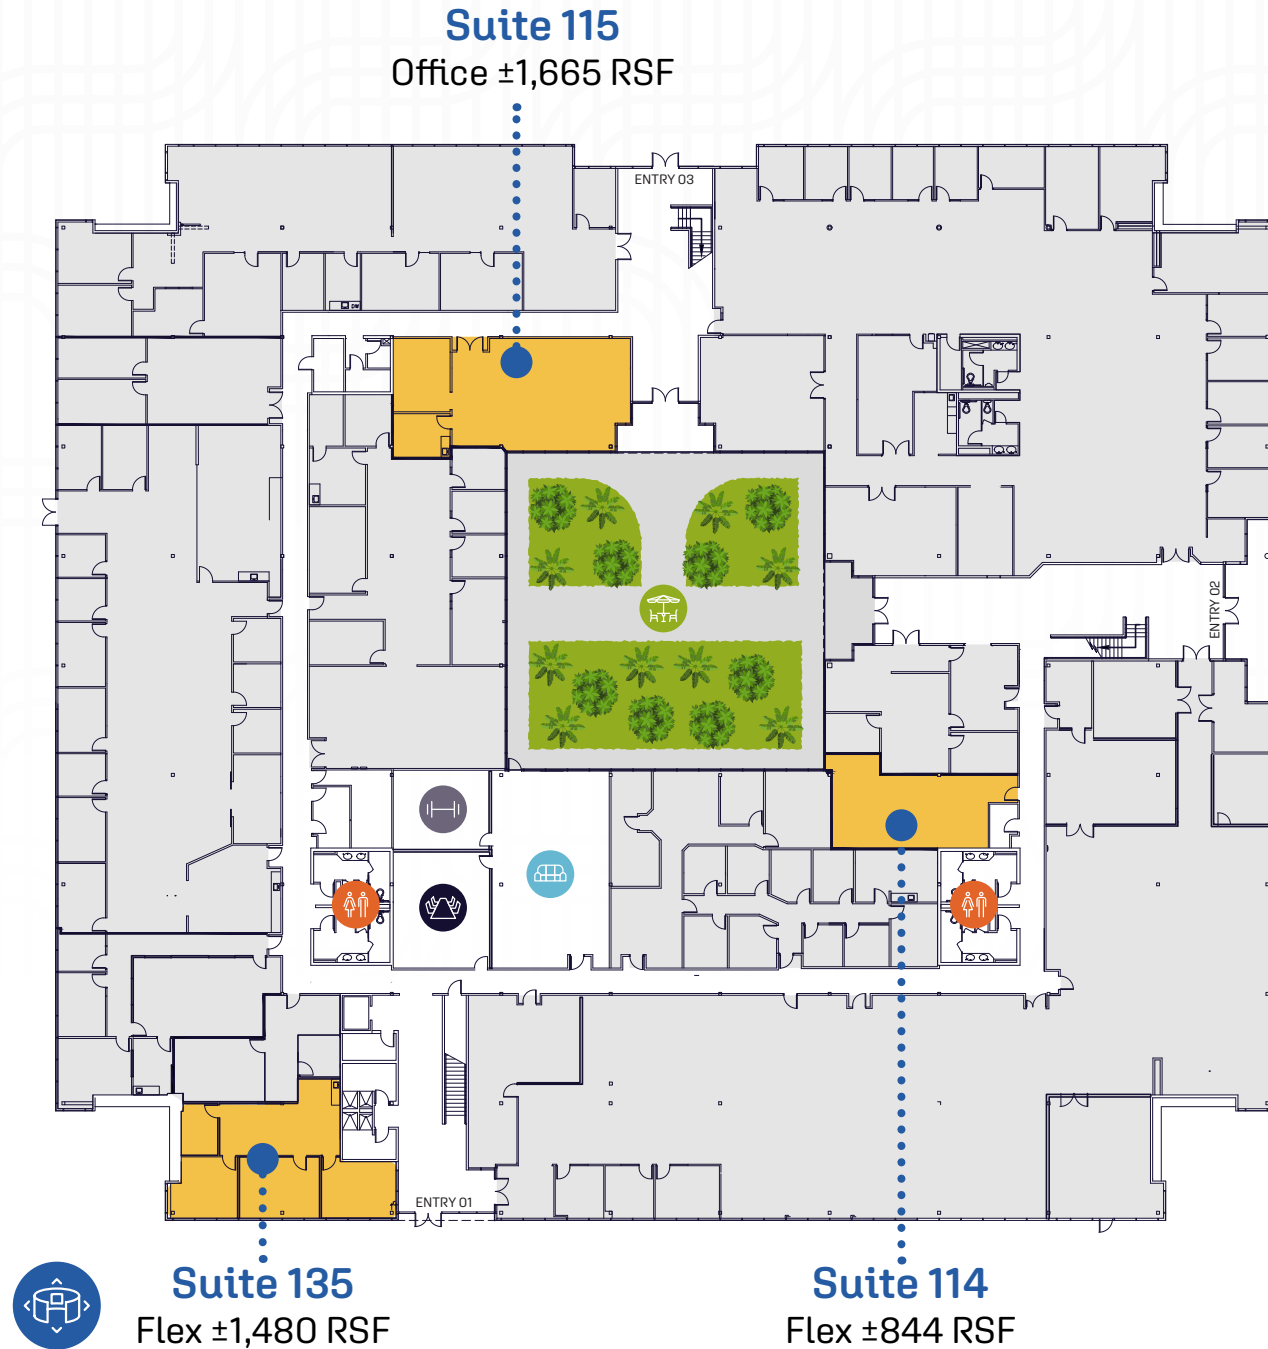 Suite 115
Office ±1,665 RSF
ENTRY 03
DW
ENTRY 02
ENTRY 01
Suite 135
Flex ±1,480 RSF
Suite 114
Flex ±844 RSF